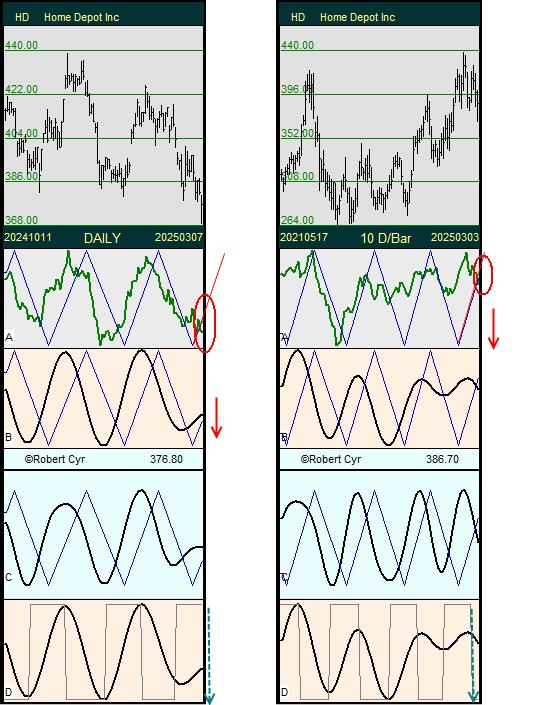 HD Home Depot Inc
440.00
422.00
404.00
386.00
368.00
20241011 DAILY 20250307
A
B
©Robert Cyr 376.80
C
D
HD Home Depot Inc
440.00
396.00
352.00
308.00
264.00
20210517 10 D/Bar 20250303
A
B
©Robert Cyr 386.70
C
D